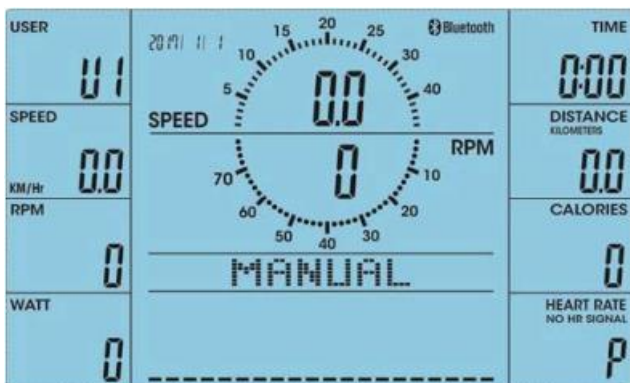 USER
U1
SPEED
KM/Hr 0.0
RPM
0
WATT
0
2017/ 1/ 1
Bluetooth
5 10 15 20 25 30 40
SPEED 0.0
RPM 0
70 60 50 40 30 20 10
MANUAL
TIME
0:00
DISTANCE
KILOMETERS
0.0
CALORIES
0
HEART RATE
NO HR SIGNAL
P